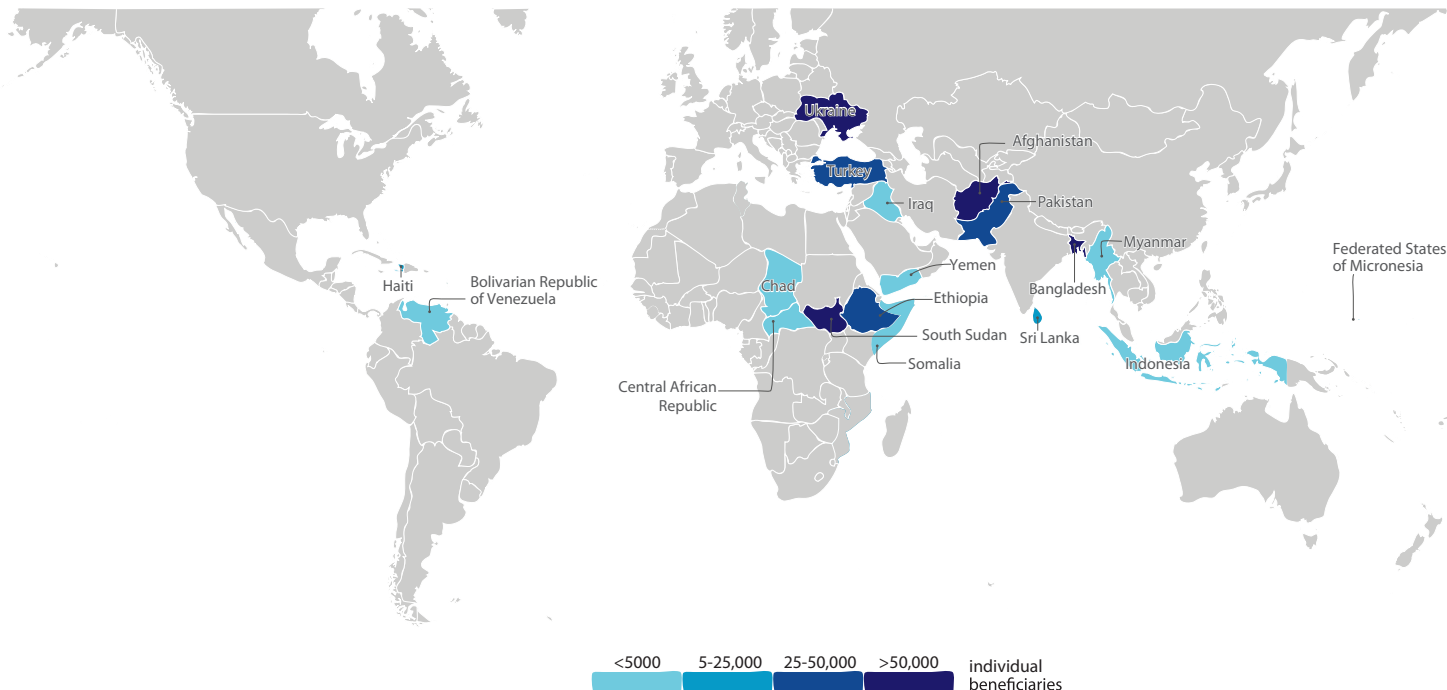 Ukraine
Afghanistan
Turkey
Iraq
Pakistan
Myanmar
Federated States
of Micronesia
Yemen
Bolivarian Republic
of Venezuela
Haiti
Chad
Bangladesh
Ethiopia
South Sudan
Sri Lanka
Somalia
Indonesia
Central African
Republic
<5000 5-25,000 25-50,000 >50,000 individual
beneficiaries